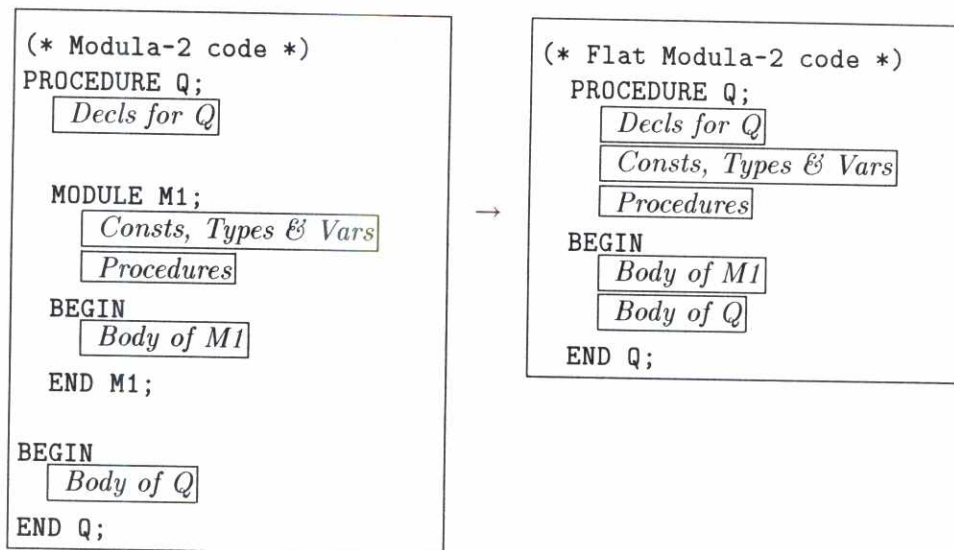 (* Modula-2 code *)
PROCEDURE Q;
Decls for Q
MODULE M1;
Consts, Types & Vars
Procedures
BEGIN
Body of M1
END M1;
BEGIN
Body of Q
END Q;
→
(* Flat Modula-2 code *)
PROCEDURE Q;
Decls for Q
Consts, Types & Vars
Procedures
BEGIN
Body of M1
Body of Q
END Q;